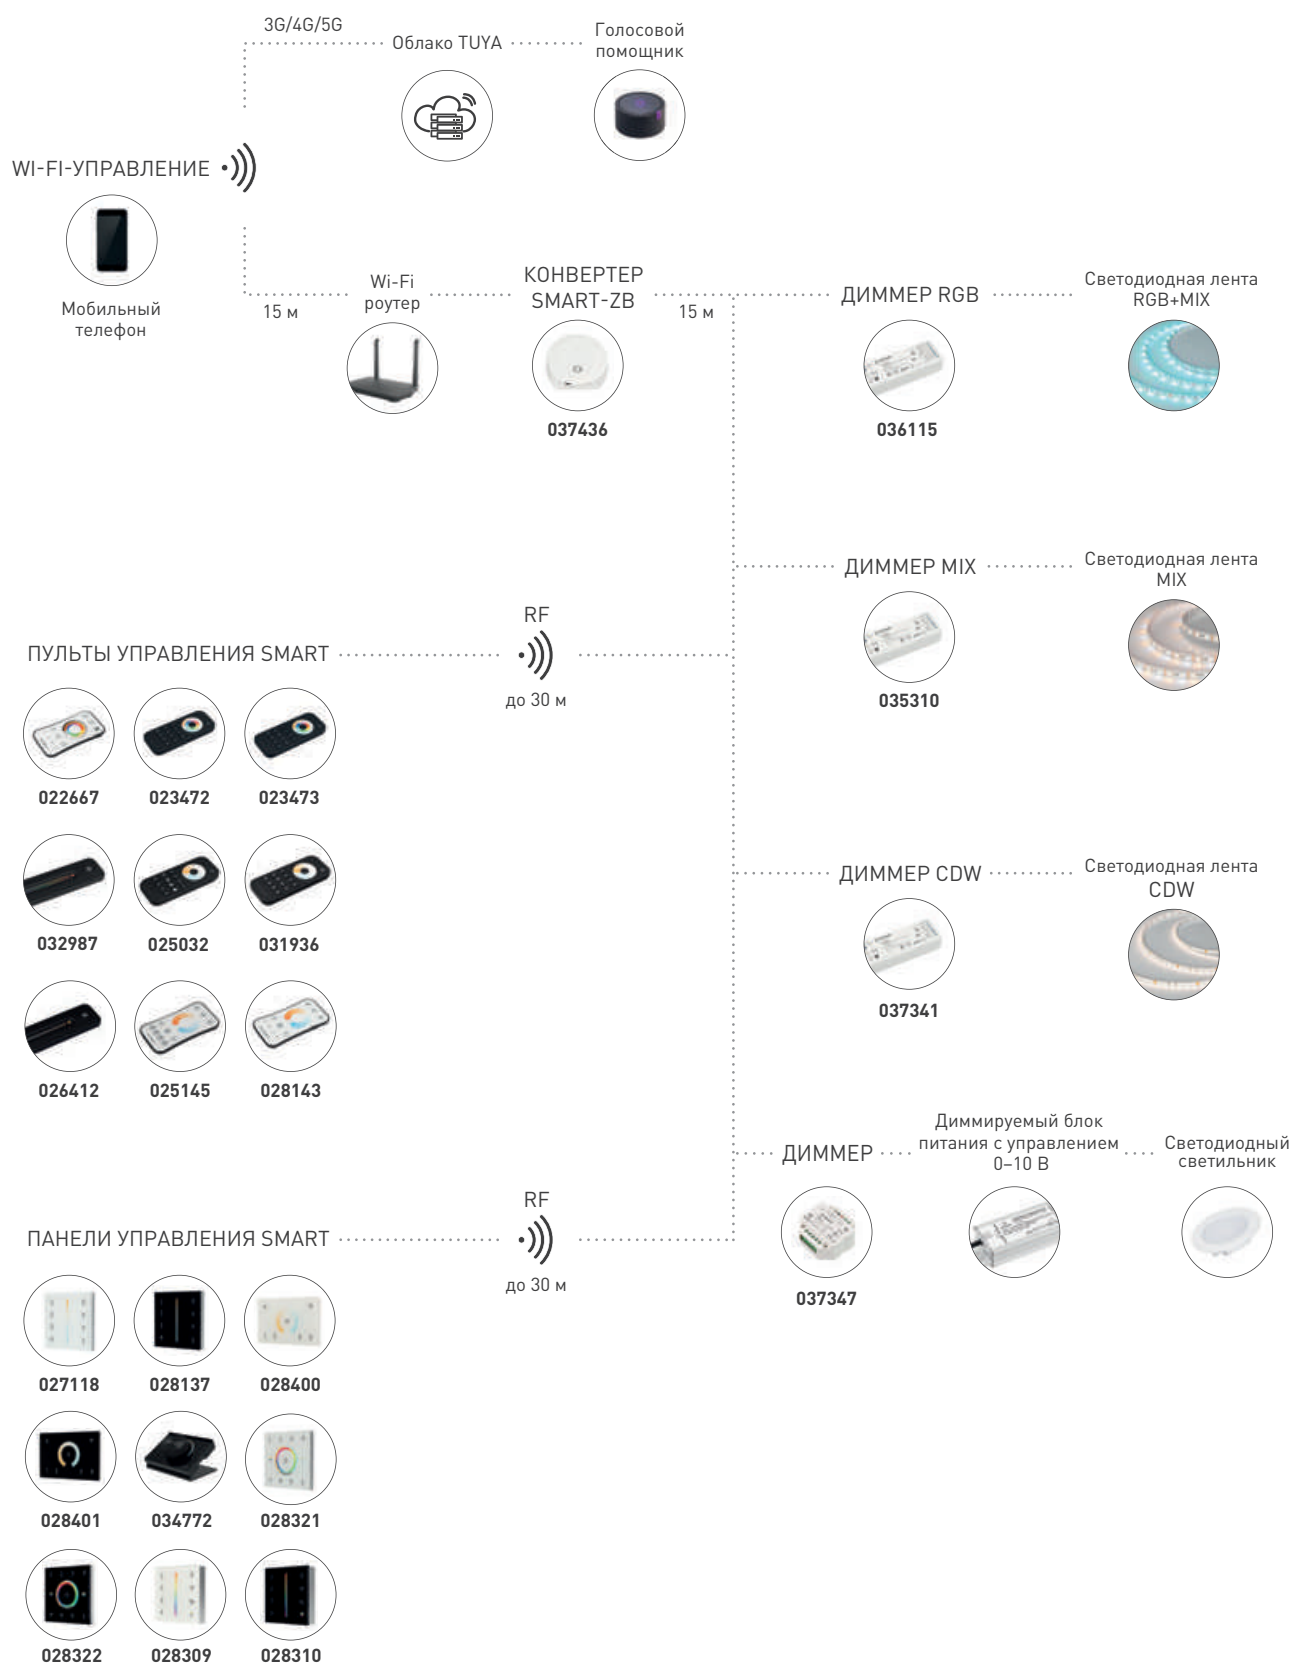 3G/4G/5G
Облако TUYA
Голосовой
помощник
WI-FI-УПРАВЛЕНИЕ
Мобильный
телефон
15 м
Wi-Fi
роутер
КОНВЕРТЕР
SMART-ZB
037436
15 м
ДИММЕР RGB
036115
Светодиодная лента
RGB+MIX
ДИММЕР MIX
035310
Светодиодная лента
MIX
ПУЛЬТЫ УПРАВЛЕНИЯ SMART
RF
до 30 м
022667
023472
023473
032987
025032
031936
026412
025145
028143
ДИММЕР CDW
037341
Светодиодная лента
CDW
ДИММЕР
037347
Диммируемый блок
питания с управлением
0–10 В
Светодиодный
светильник
ПАНЕЛИ УПРАВЛЕНИЯ SMART
RF
до 30 м
027118
028137
028400
028401
034772
028321
028322
028309
028310